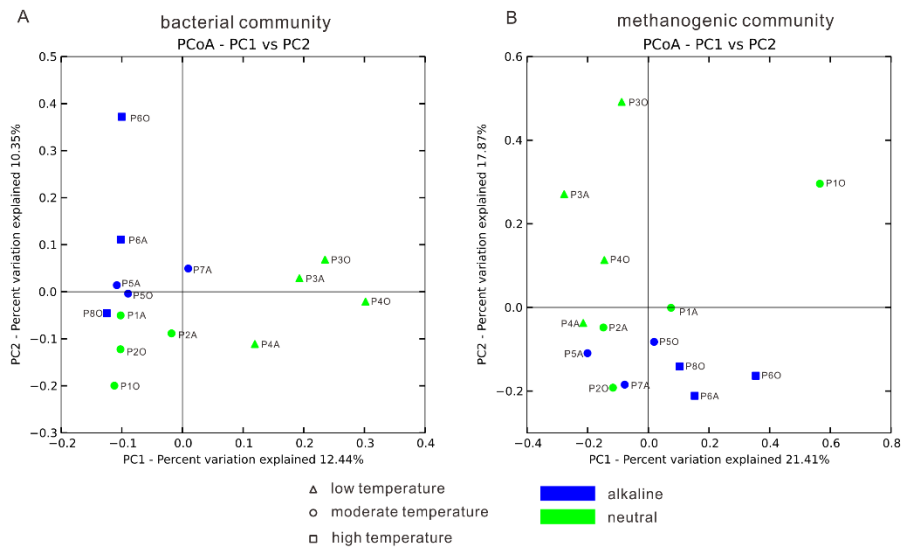 A
bacterial community
PCoA - PC1 vs PC2
PC2 - Percent variation explained 10.35%
0.5
0.4
0.3
0.2
0.1
0.0
−0.1
−0.2
−0.3
P6O
P6A
P7A
P5A
P5O
P8O
P1A
P2A
P2O
P1O
P3O
P3A
P4O
P4A
−0.2
−0.1
0.0
0.1
0.2
0.3
0.4
PC1 - Percent variation explained 12.44%
B
methanogenic community
PCoA - PC1 vs PC2
PC2 - Percent variation explained 17.87%
0.6
0.4
0.2
0.0
−0.2
−0.4
P3O
P1O
P3A
P4O
P1A
P4A
P2A
P5O
P5A
P8O
P6O
P7A
P2O
P6A
−0.4
−0.2
0.0
0.2
0.4
0.6
0.8
PC1 - Percent variation explained 21.41%
low temperature
moderate temperature
high temperature
alkaline
neutral